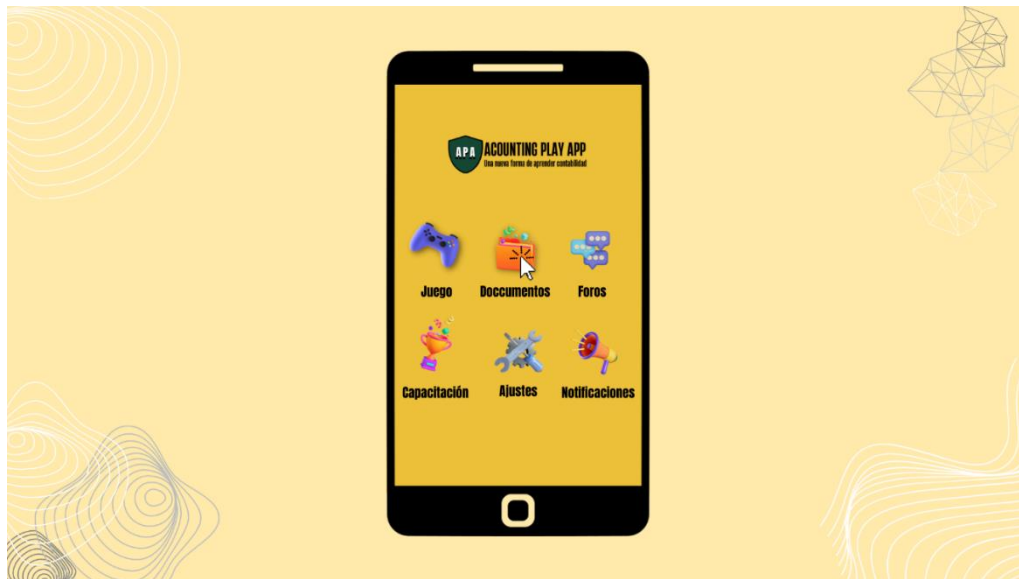 APA
ACOUNTING PLAY APP
Una nueva forma de aprender contabilidad
Juego
Doccumentos
Foros
Capacitación
Ajustes
Notificaciones